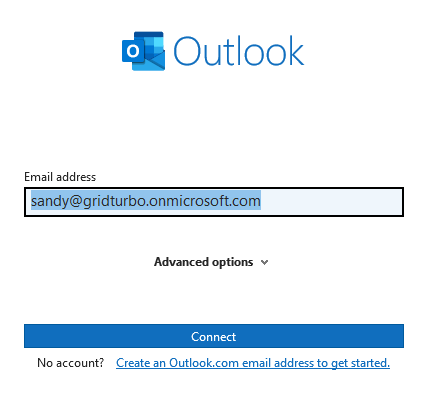 Outlook
Email address
sandy@gridturbo.onmicrosoft.com
Advanced options
Connect
No account? Create an Outlook.com email address to get started.